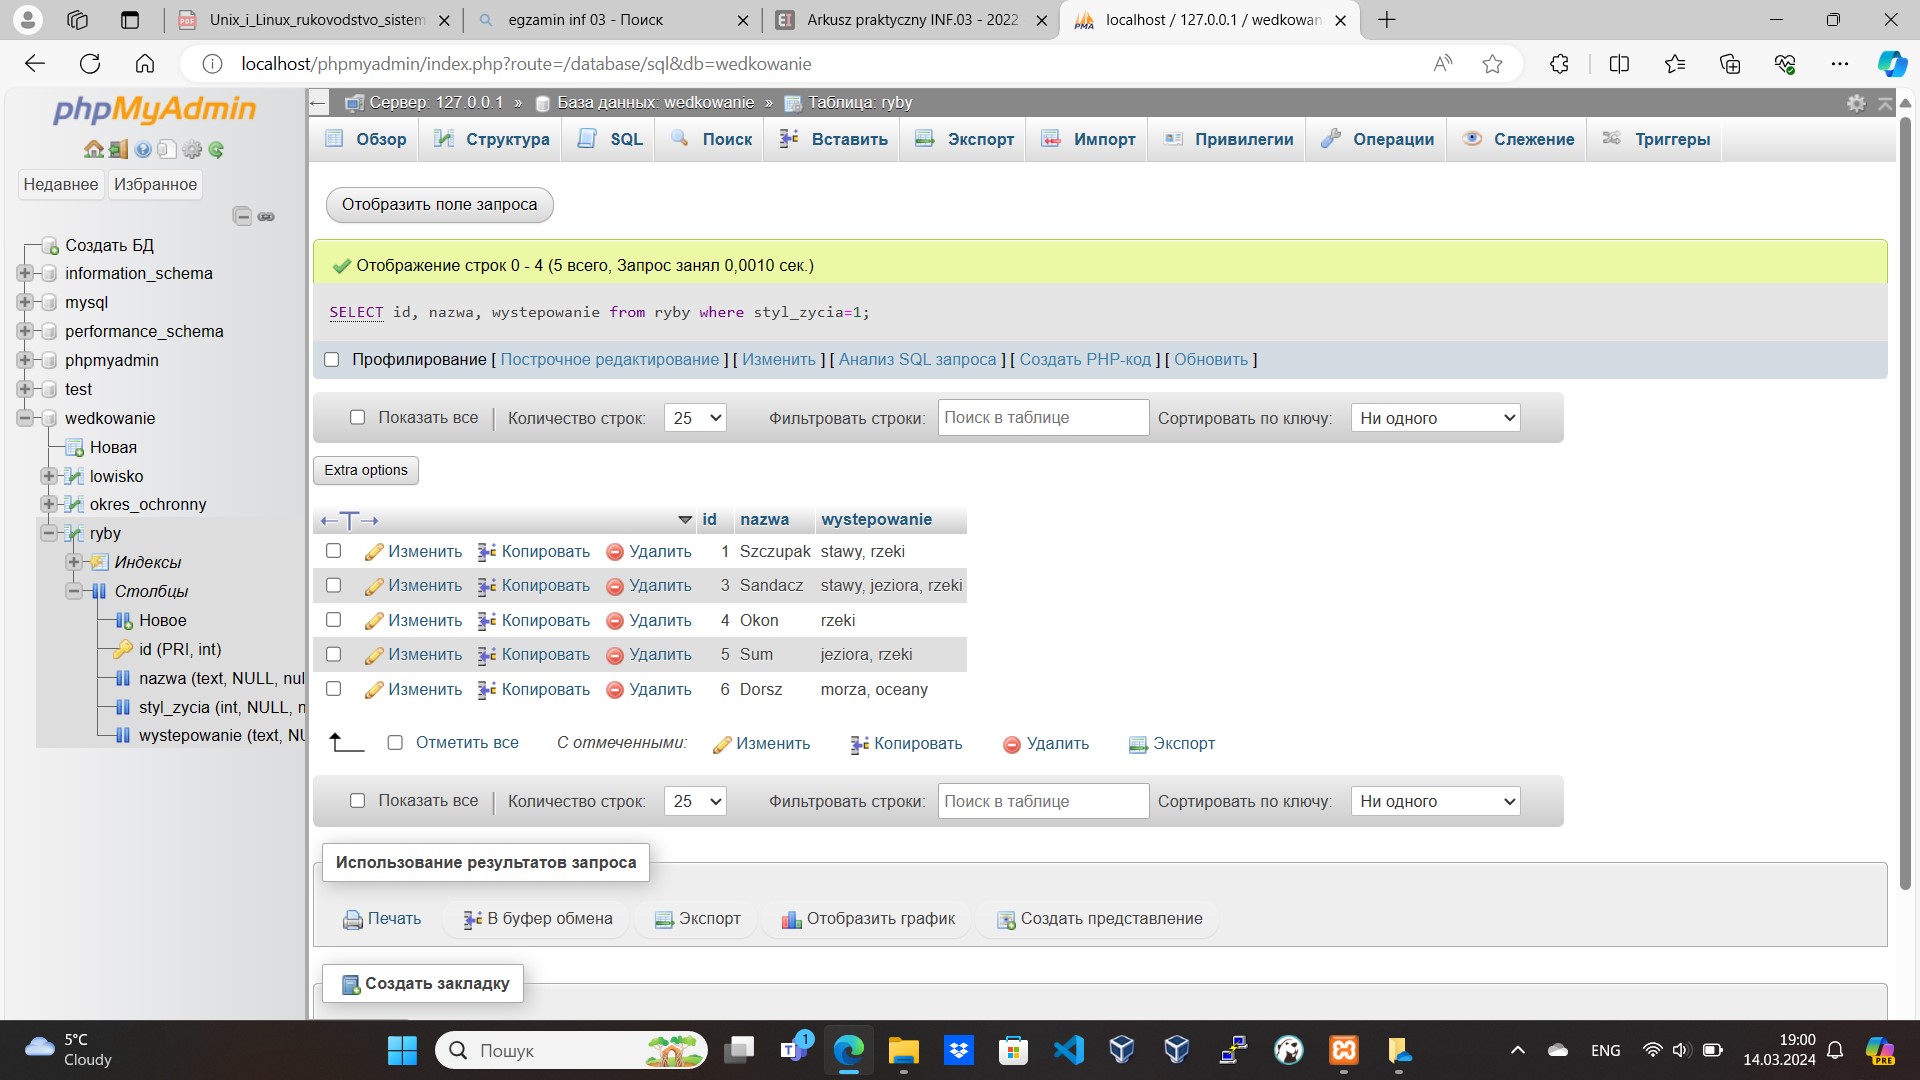 Unix_i_Linux_rukovodstvo_sistem
egzamin inf 03 - Поиск
Arkusz praktyczny INF.03 - 2022
localhost / 127.0.0.1 / wedkowan
localhost/phpmyadmin/index.php?route=/database/sql&db=wedkowanie
phpMyAdmin
Недавнее Избранное
Создать БД
information_schema
mysql
performance_schema
phpmyadmin
test
wedkowanie
Новая
lowisko
okres_ochronny
ryby
Индексы
Столбцы
Новое
id (PRI, int)
nazwa (text, NULL, nul
styl_zycia (int, NULL, n
wystepowanie (text, NU
Сервер: 127.0.0.1 » База данных: wedkowanie » Таблица: ryby
Обзор Структура SQL Поиск Вставить Экспорт Импорт Привилегии Операции Слежение Триггеры
Отобразить поле запроса
Отображение строк 0 - 4 (5 всего, Запрос занял 0,0010 сек.)
SELECT id, nazwa, wystepowanie from ryby where styl_zycia=1;
Профилирование [ Построчное редактирование ] [ Изменить ] [ Анализ SQL запроса ] [ Создать PHP-код ] [ Обновить ]
Показать все | Количество строк: 25 Фильтровать строки: Поиск в таблице Сортировать по ключу: Ни одного
Extra options
←T→ id nazwa wystepowanie
Изменить Копировать Удалить 1 Szczupak stawy, rzeki
Изменить Копировать Удалить 3 Sandacz stawy, jeziora, rzeki
Изменить Копировать Удалить 4 Okon rzeki
Изменить Копировать Удалить 5 Sum jeziora, rzeki
Изменить Копировать Удалить 6 Dorsz morza, oceany
Отметить все С отмеченными: Изменить Копировать Удалить Экспорт
Показать все | Количество строк: 25 Фильтровать строки: Поиск в таблице Сортировать по ключу: Ни одного
Использование результатов запроса
Печать В буфер обмена Экспорт Отобразить график Создать представление
Создать закладку
5°C
Cloudy
Пошук
1
ENG
19:00
14.03.2024
PRE